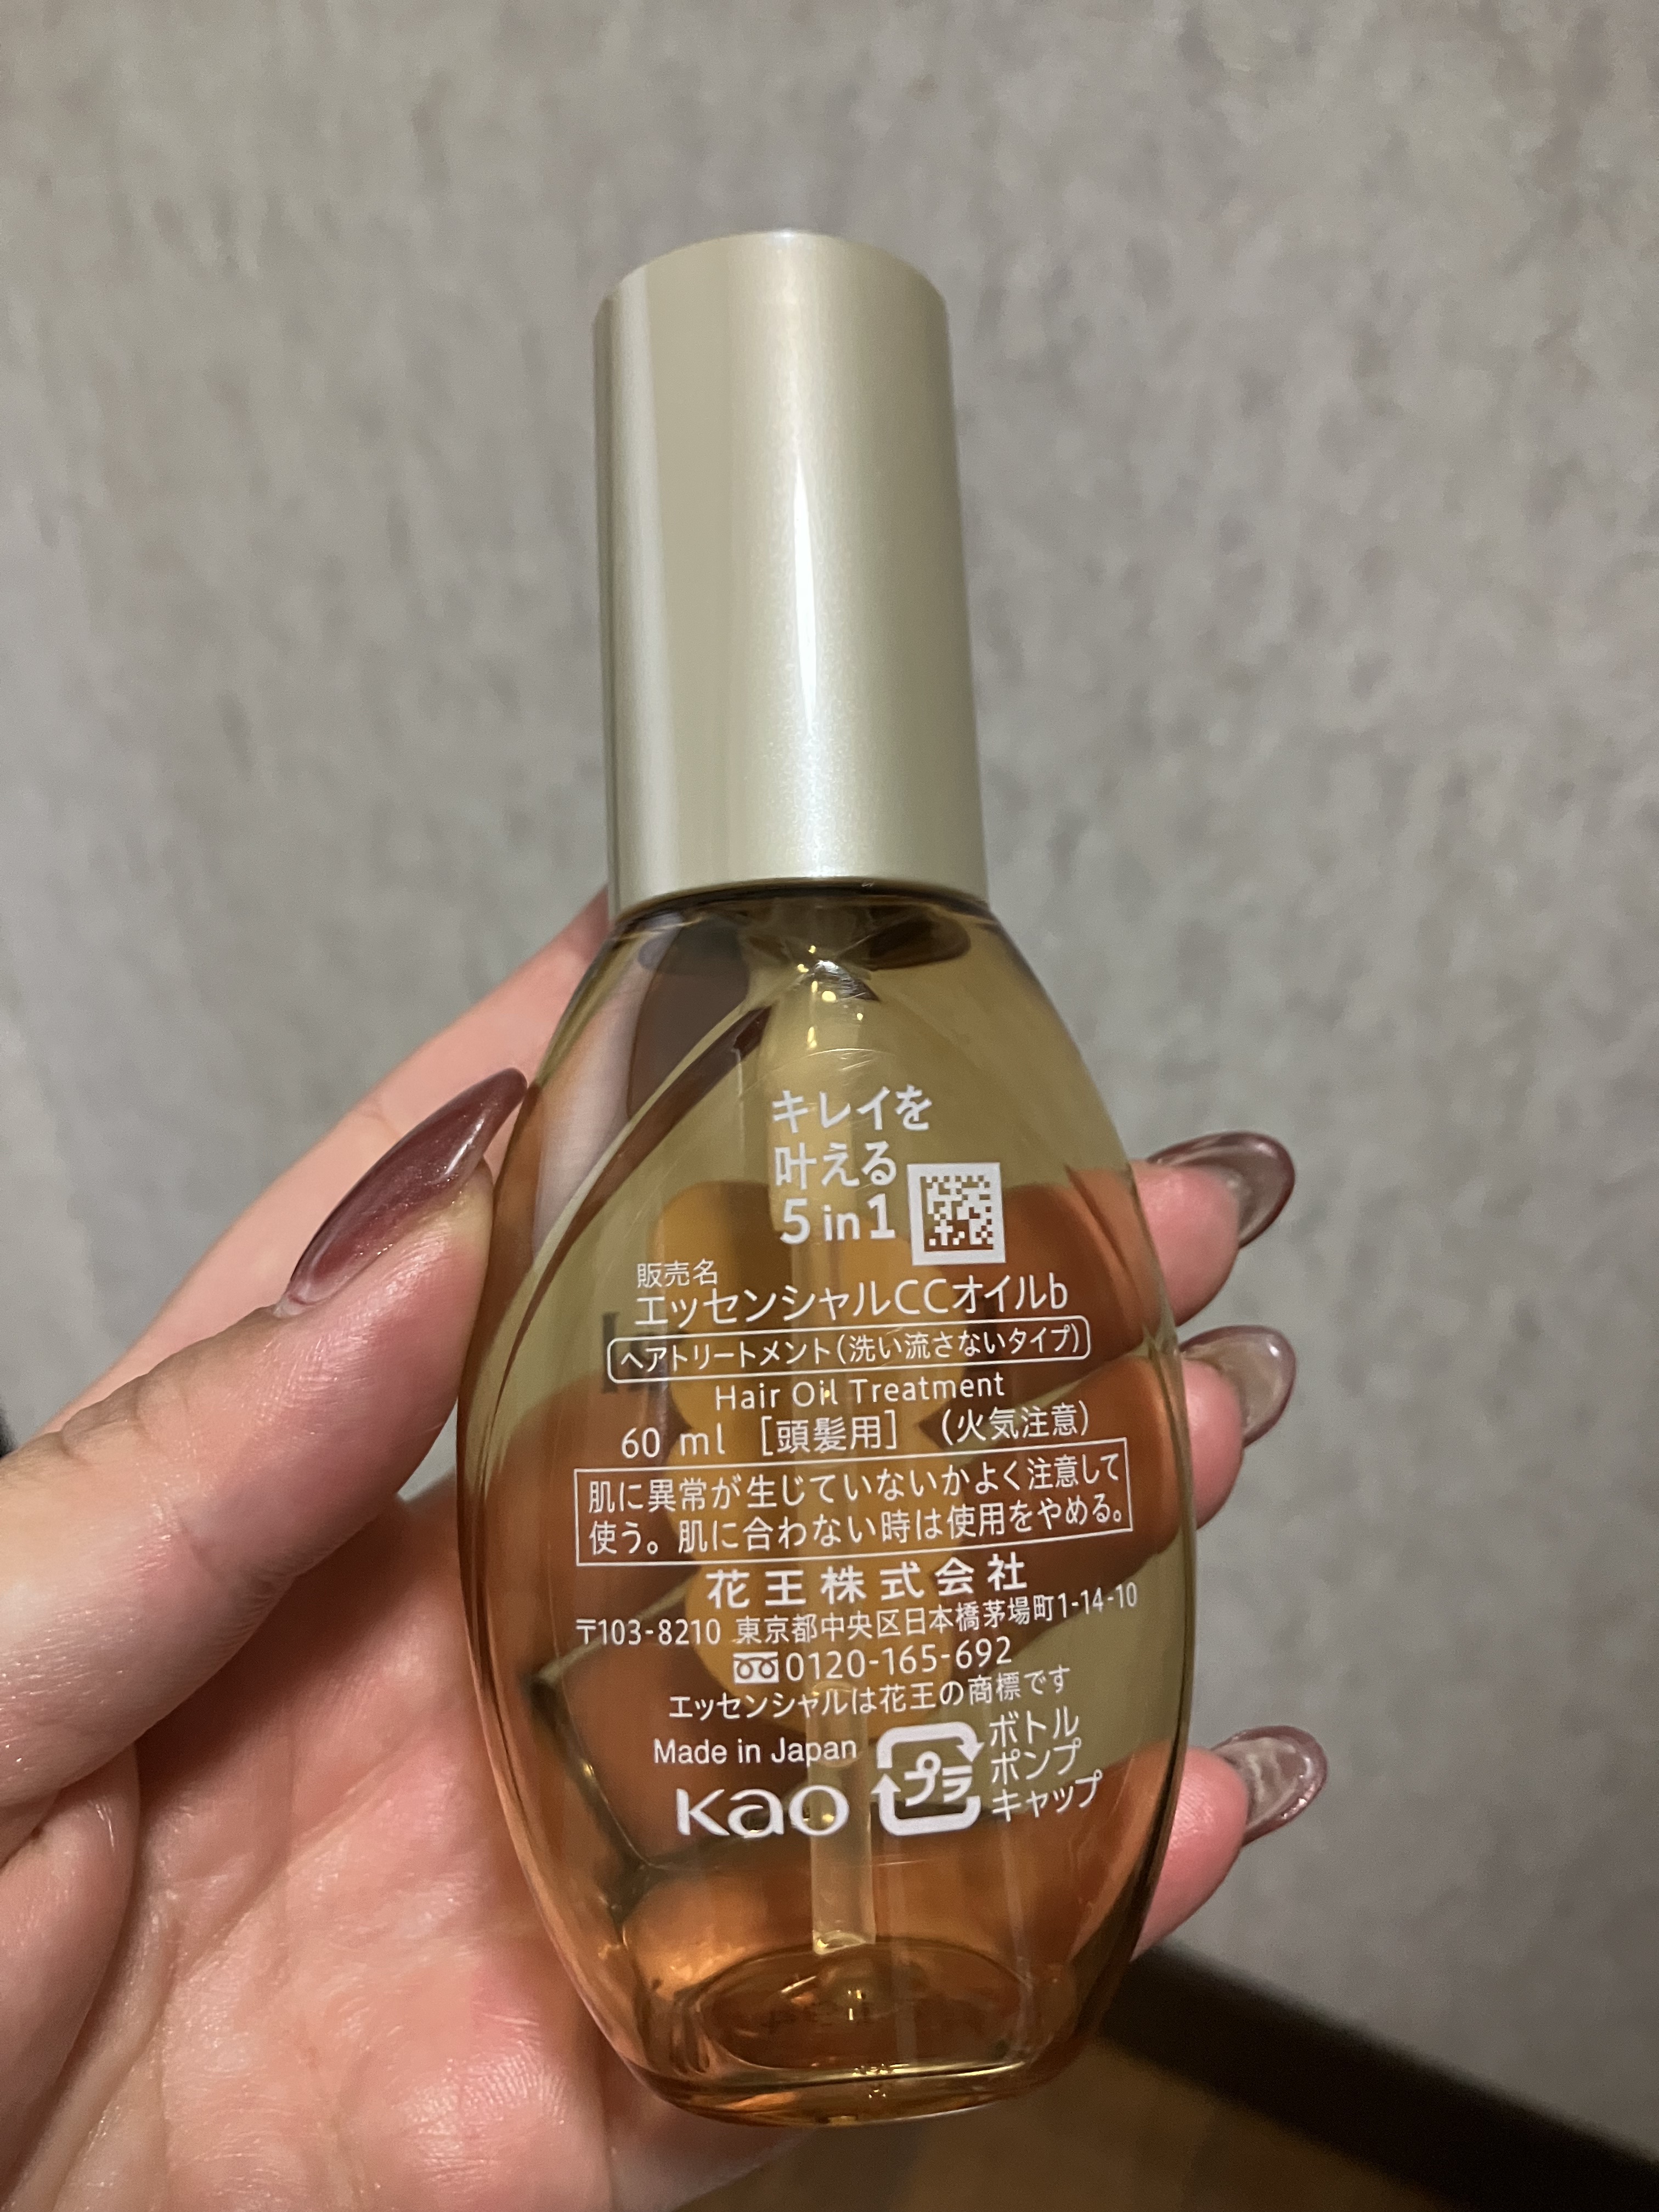 キレイを
叶える
5 in 1
販売名
エッセンシャルCCオイルb
ヘアトリートメント(洗い流さないタイプ)
Hair Oil Treatment
60 ml [頭髪用] (火気注意)
肌に異常が生じていないかよく注意して
使う。肌に合わない時は使用をやめる。
花王株式会社
〒103-8210 東京都中央区日本橋茅場町1-14-10
0120-165-692
エッセンシャルは花王の商標です
Made in Japan
Kao
プラ
ボトル
ポンプ
キャップ